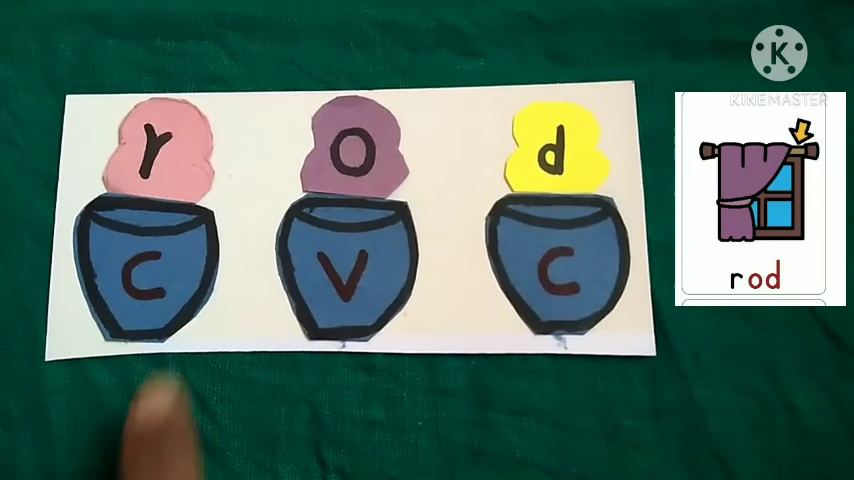 r o d
C V C
K
KINEMASTER
rod